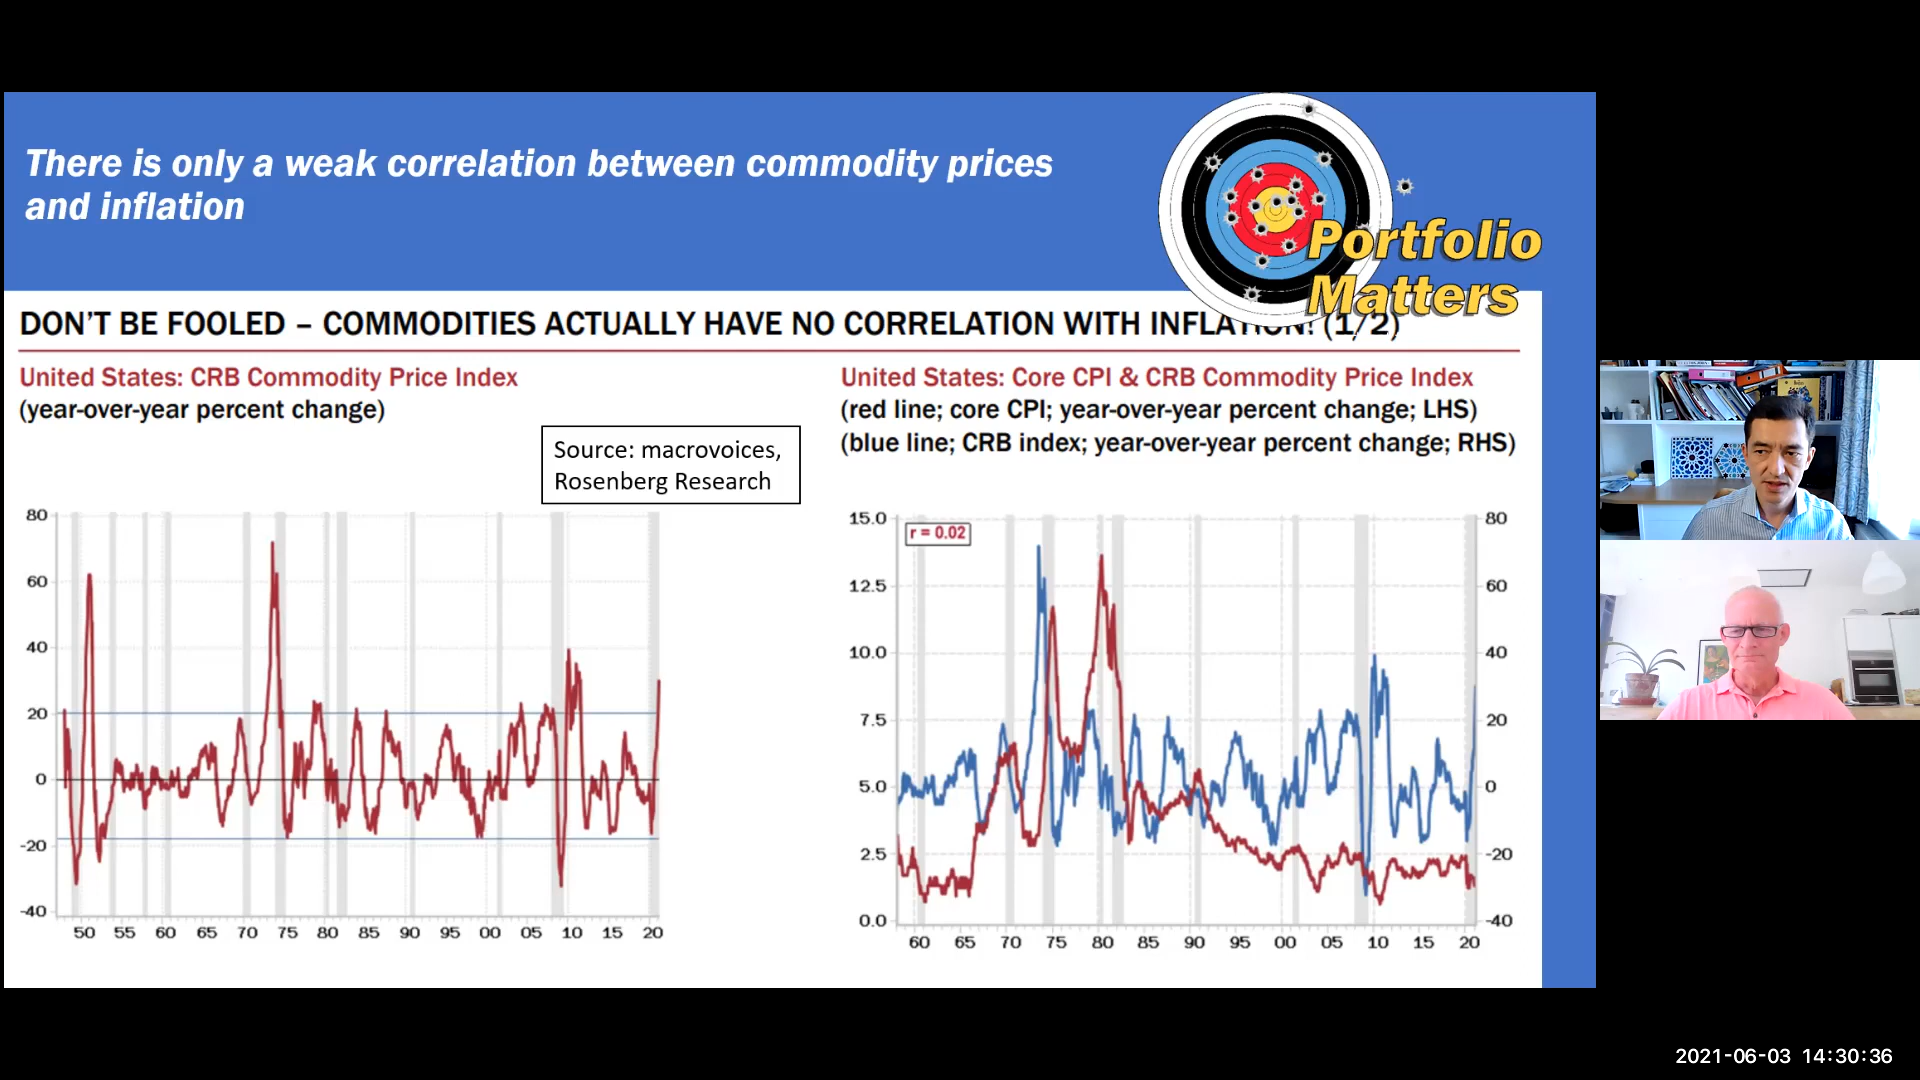 There is only a weak correlation between commodity prices
and inflation
Portfolio
Matters
DON'T BE FOOLED – COMMODITIES ACTUALLY HAVE NO CORRELATION WITH INFLATION! (1/2)
United States: CRB Commodity Price Index
(year-over-year percent change)
Source: macrovoices,
Rosenberg Research
80
60
40
20
0
-20
-40
50 55 60 65 70 75 80 85 90 95 00 05 10 15 20
United States: Core CPI & CRB Commodity Price Index
(red line; core CPI; year-over-year percent change; LHS)
(blue line; CRB index; year-over-year percent change; RHS)
r = 0.02
15.0 80
12.5 60
10.0 40
7.5 20
5.0 0
2.5 -20
0.0 -40
60 65 70 75 80 85 90 95 00 05 10 15 20
2021-06-03 14:30:36